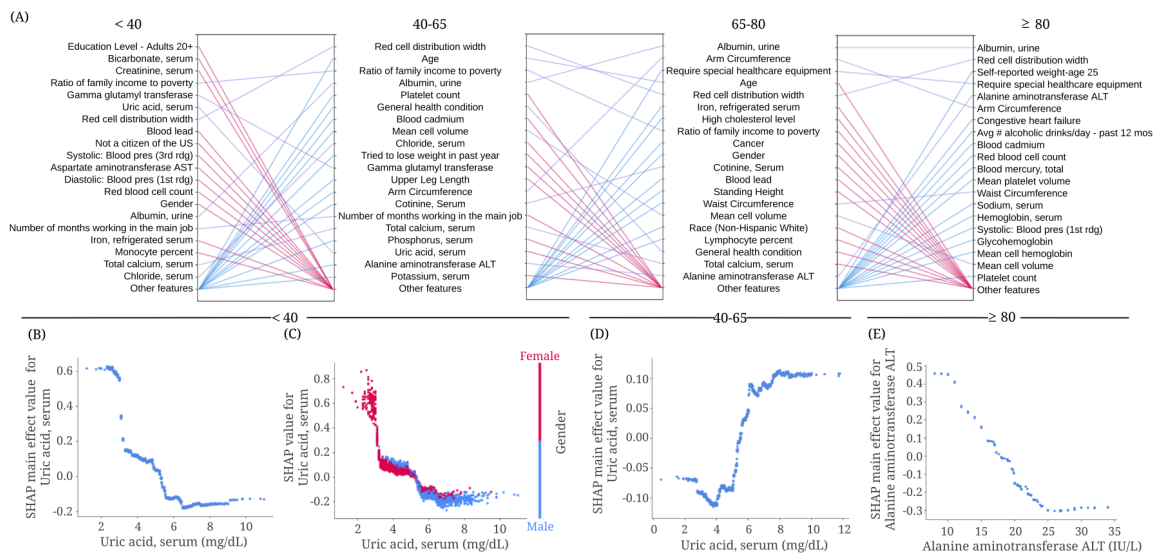 (A)
< 40
40-65
65-80
≥ 80
Education Level - Adults 20+
Bicarbonate, serum
Creatinine, serum
Ratio of family income to poverty
Gamma glutamyl transferase
Uric acid, serum
Red cell distribution width
Blood lead
Not a citizen of the US
Systolic: Blood pres (3rd rdg)
Aspartate aminotransferase AST
Diastolic: Blood pres (1st rdg)
Red blood cell count
Gender
Albumin, urine
Number of months working in the main job
Iron, refrigerated serum
Monocyte percent
Total calcium, serum
Chloride, serum
Other features
Red cell distribution width
Age
Ratio of family income to poverty
Albumin, urine
Platelet count
General health condition
Blood cadmium
Mean cell volume
Chloride, serum
Tried to lose weight in past year
Gamma glutamyl transferase
Upper Leg Length
Arm Circumference
Cotinine, Serum
Number of months working in the main job
Total calcium, serum
Phosphorus, serum
Uric acid, serum
Alanine aminotransferase ALT
Potassium, serum
Other features
Albumin, urine
Arm Circumference
Require special healthcare equipment
Age
Red cell distribution width
Iron, refrigerated serum
High cholesterol level
Ratio of family income to poverty
Cancer
Gender
Cotinine, Serum
Blood lead
Standing Height
Waist Circumference
Mean cell volume
Race (Non-Hispanic White)
Lymphocyte percent
General health condition
Total calcium, serum
Alanine aminotransferase ALT
Other features
Albumin, urine
Red cell distribution width
Self-reported weight-age 25
Require special healthcare equipment
Alanine aminotransferase ALT
Arm Circumference
Congestive heart failure
Avg # alcoholic drinks/day - past 12 mos
Blood cadmium
Red blood cell count
Blood mercury, total
Mean platelet volume
Waist Circumference
Sodium, serum
Hemoglobin, serum
Systolic: Blood pres (1st rdg)
Glycohemoglobin
Mean cell hemoglobin
Mean cell volume
Platelet count
Other features
< 40
40-65
≥ 80
(B)
SHAP main effect value for
Uric acid, serum
0.6
0.4
0.2
0.0
-0.2
2
4
6
8
10
Uric acid, serum (mg/dL)
(C)
SHAP value for
Uric acid, serum
0.8
0.6
0.4
0.2
0.0
-0.2
2
4
6
8
10
Uric acid, serum (mg/dL)
Female
Gender
Male
(D)
SHAP main effect value for
Uric acid, serum
0.10
0.05
0.00
-0.05
-0.10
0
2
4
6
8
10
12
Uric acid, serum (mg/dL)
(E)
SHAP main effect value for
Alanine aminotransferase ALT
0.5
0.4
0.3
0.2
0.1
0.0
-0.1
-0.2
-0.3
10
15
20
25
30
35
Alanine aminotransferase ALT (IU/L)